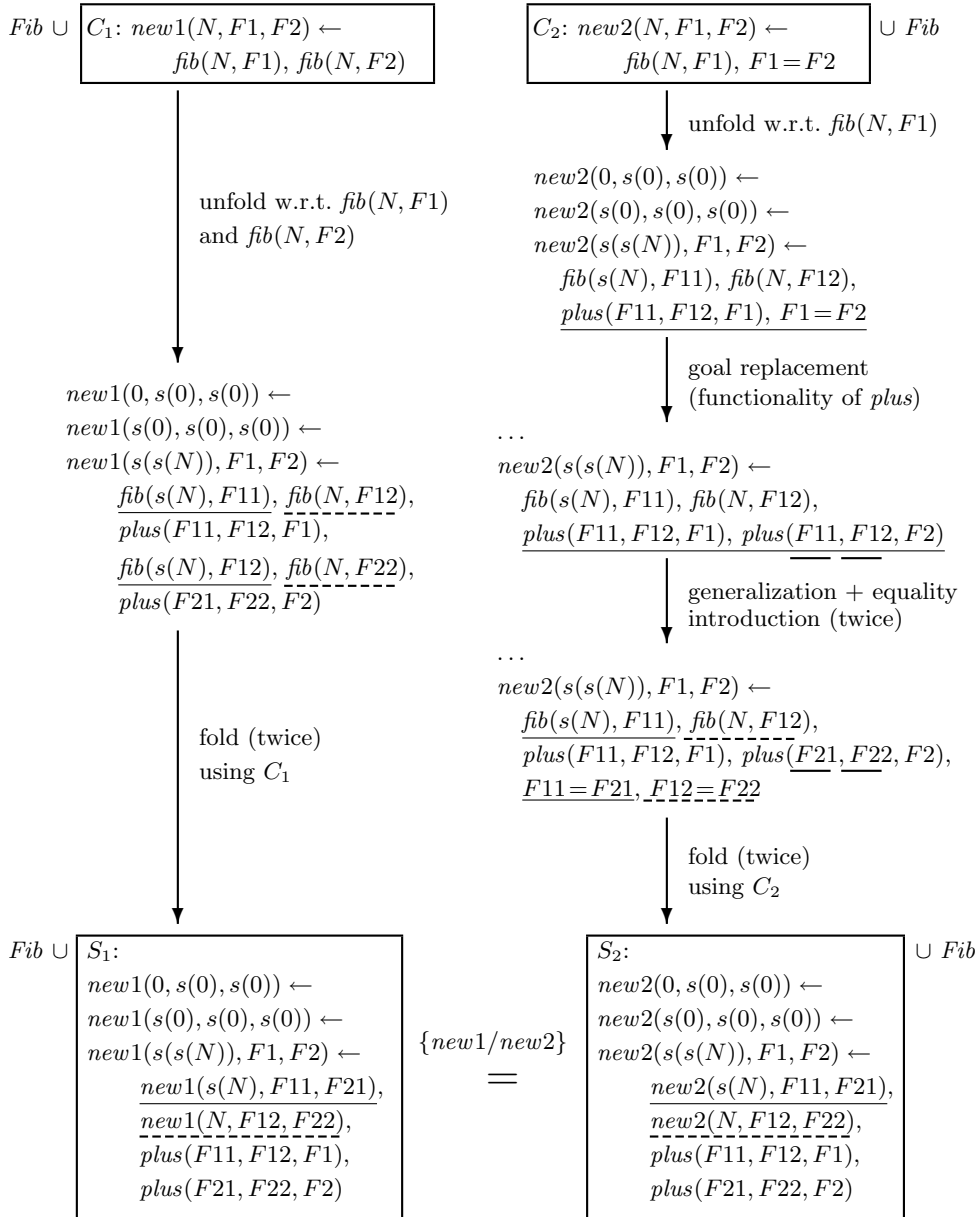 Fib ∪ C₁: new1(N, F1, F2) ←
fib(N, F1), fib(N, F2)
unfold w.r.t. fib(N, F1)
and fib(N, F2)
new1(0, s(0), s(0)) ←
new1(s(0), s(0), s(0)) ←
new1(s(s(N)), F1, F2) ←
fib(s(N), F11), fib(N, F12),
plus(F11, F12, F1),
fib(s(N), F12), fib(N, F22),
plus(F21, F22, F2)
fold (twice)
using C₁
Fib ∪ S₁:
new1(0, s(0), s(0)) ←
new1(s(0), s(0), s(0)) ←
new1(s(s(N)), F1, F2) ←
new1(s(N), F11, F21),
new1(N, F12, F22),
plus(F11, F12, F1),
plus(F21, F22, F2)
{new1/new2}
=
C₂: new2(N, F1, F2) ← ∪ Fib
fib(N, F1), F1=F2
unfold w.r.t. fib(N, F1)
new2(0, s(0), s(0)) ←
new2(s(0), s(0), s(0)) ←
new2(s(s(N)), F1, F2) ←
fib(s(N), F11), fib(N, F12),
plus(F11, F12, F1), F1=F2
goal replacement
(functionality of plus)
...
new2(s(s(N)), F1, F2) ←
fib(s(N), F11), fib(N, F12),
plus(F11, F12, F1), plus(F11, F12, F2)
generalization + equality
introduction (twice)
...
new2(s(s(N)), F1, F2) ←
fib(s(N), F11), fib(N, F12),
plus(F11, F12, F1), plus(F21, F22, F2),
F11=F21, F12=F22
fold (twice)
using C₂
S₂: ∪ Fib
new2(0, s(0), s(0)) ←
new2(s(0), s(0), s(0)) ←
new2(s(s(N)), F1, F2) ←
new2(s(N), F11, F21),
new2(N, F12, F22),
plus(F11, F12, F1),
plus(F21, F22, F2)